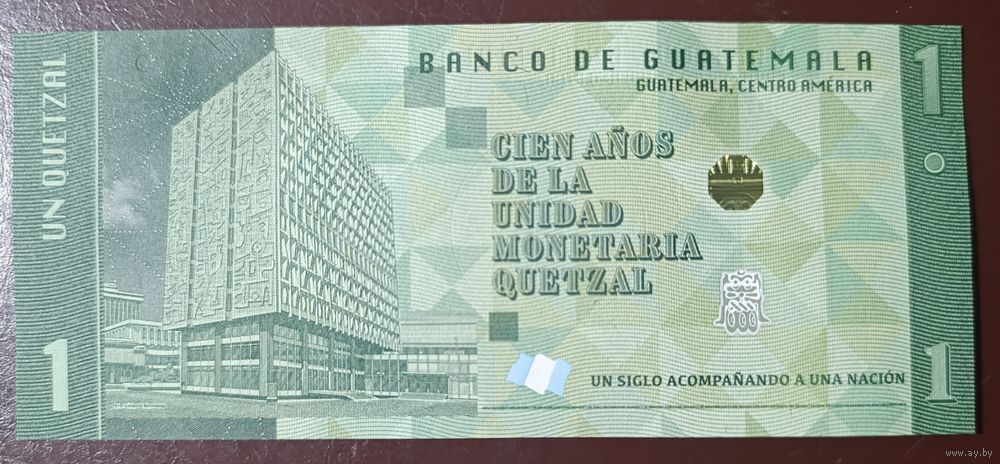 UN QUETZAL
1
BANCO DE GUATEMALA
GUATEMALA, CENTRO AMÉRICA
CIEN AÑOS
DE LA
UNIDAD
MONETARIA
QUETZAL
UN SIGLO ACOMPAÑANDO A UNA NACIÓN
1
1
www.ay.by